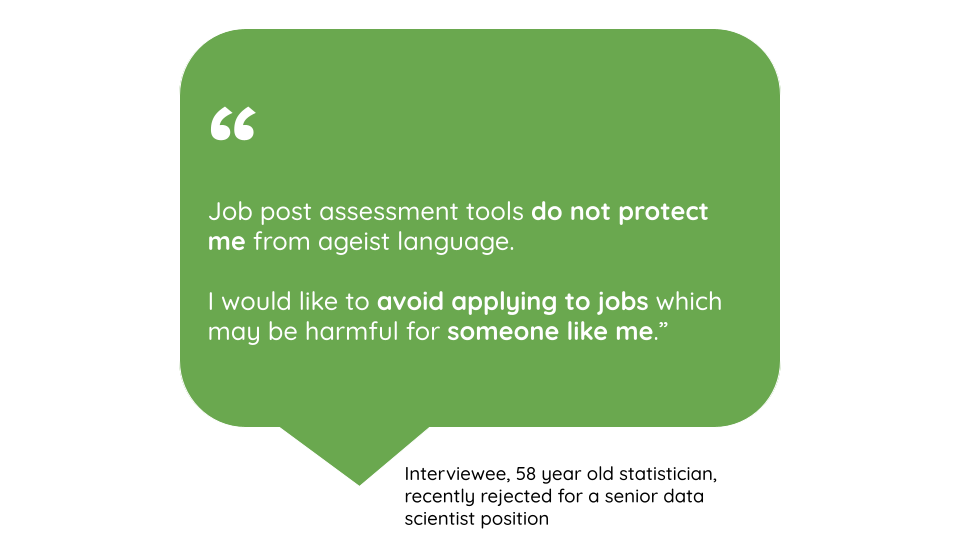 “
Job post assessment tools do not protect
me from ageist language.
I would like to avoid applying to jobs which
may be harmful for someone like me.”
Interviewee, 58 year old statistician,
recently rejected for a senior data
scientist position